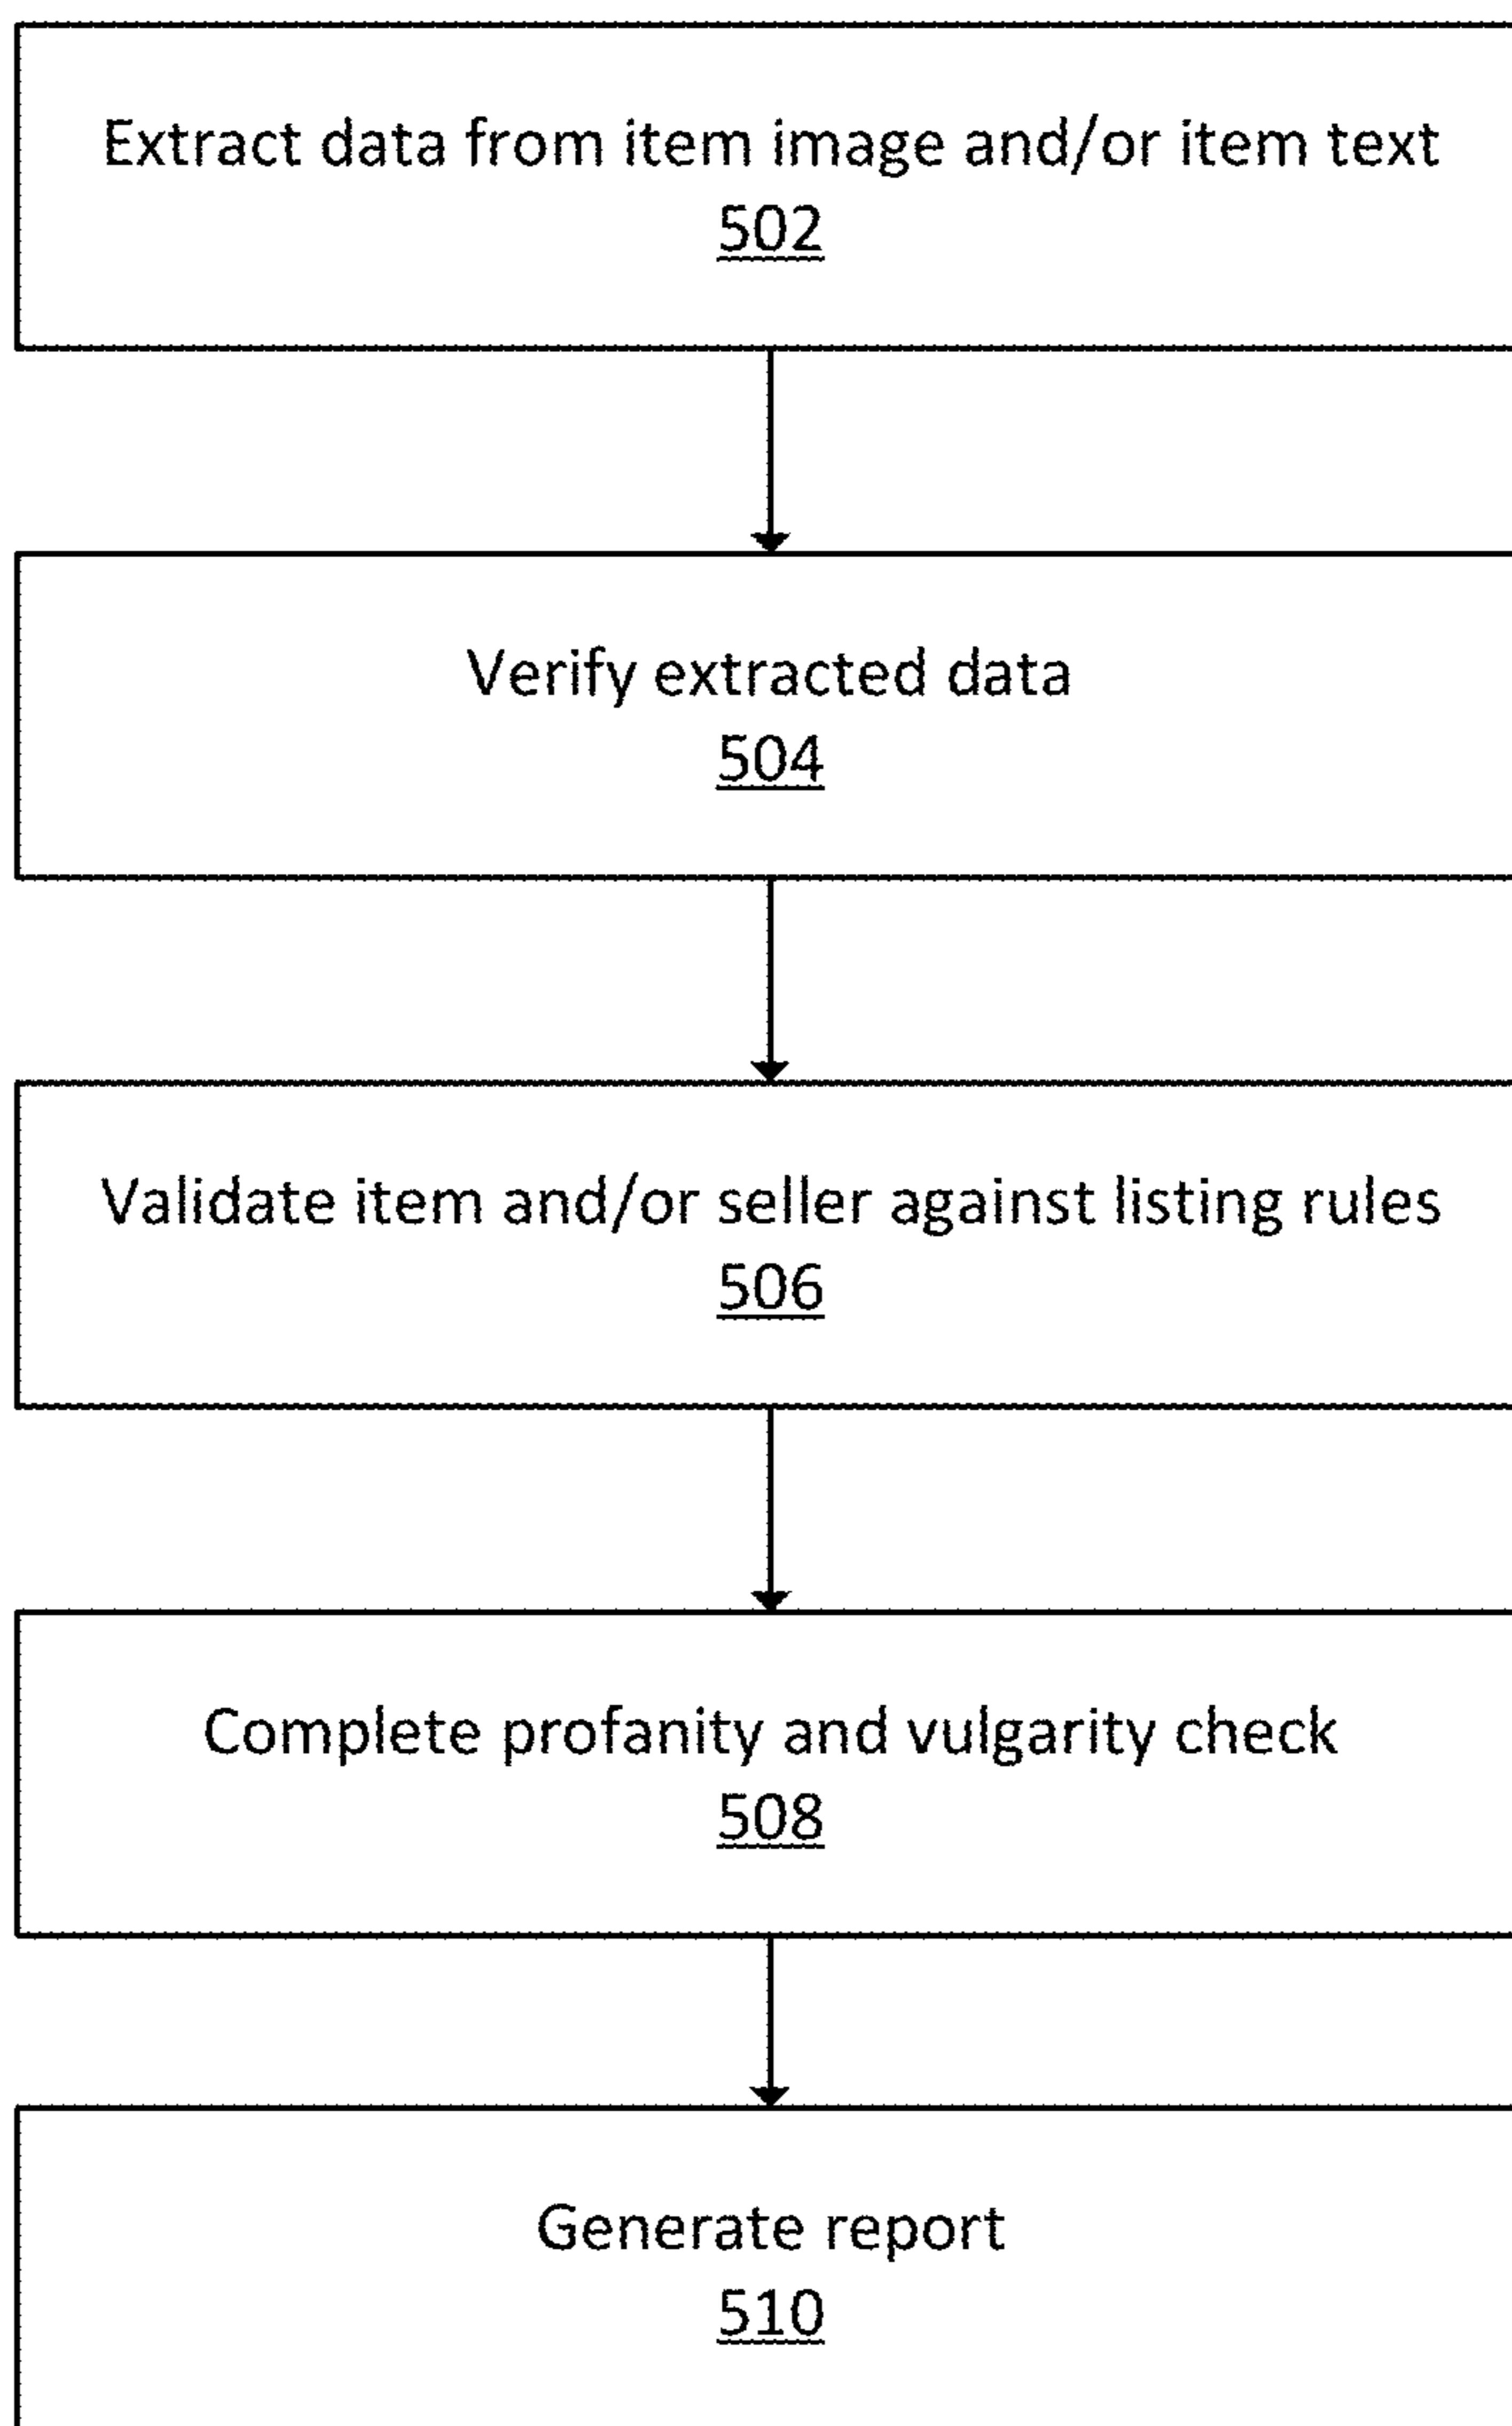 Extract data from item image and/or item text
502
Verify extracted data
504
Validate item and/or seller against listing rules
506
Complete profanity and vulgarity check
508
Generate report
510